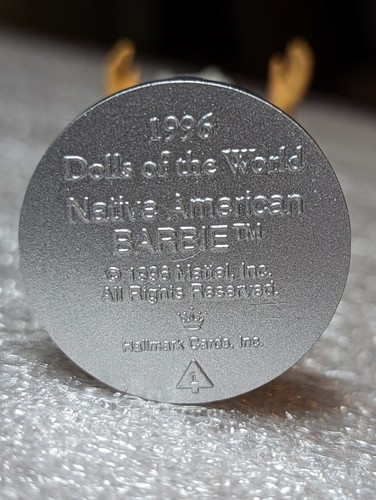 1996
Dolls of the World
Native American
BARBIE™
© 1996 Mattel, Inc.
All Rights Reserved.
Hallmark Cards, Inc.
1